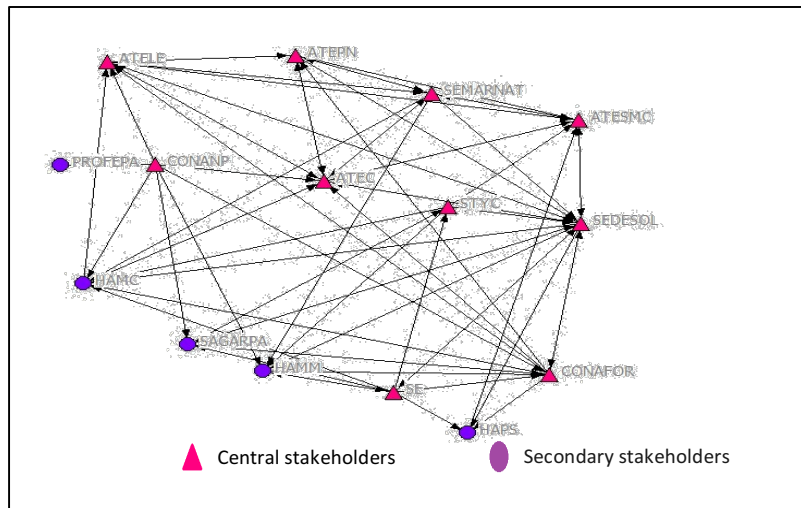 ATELE
ATEPN
SEMARNAT
ATESMC
PROFEPA
CONANP
ATEC
STYC
SEDESOL
HAMC
SAGARPA
HAMM
SE
CONAFOR
HAPS
Central stakeholders
Secondary stakeholders